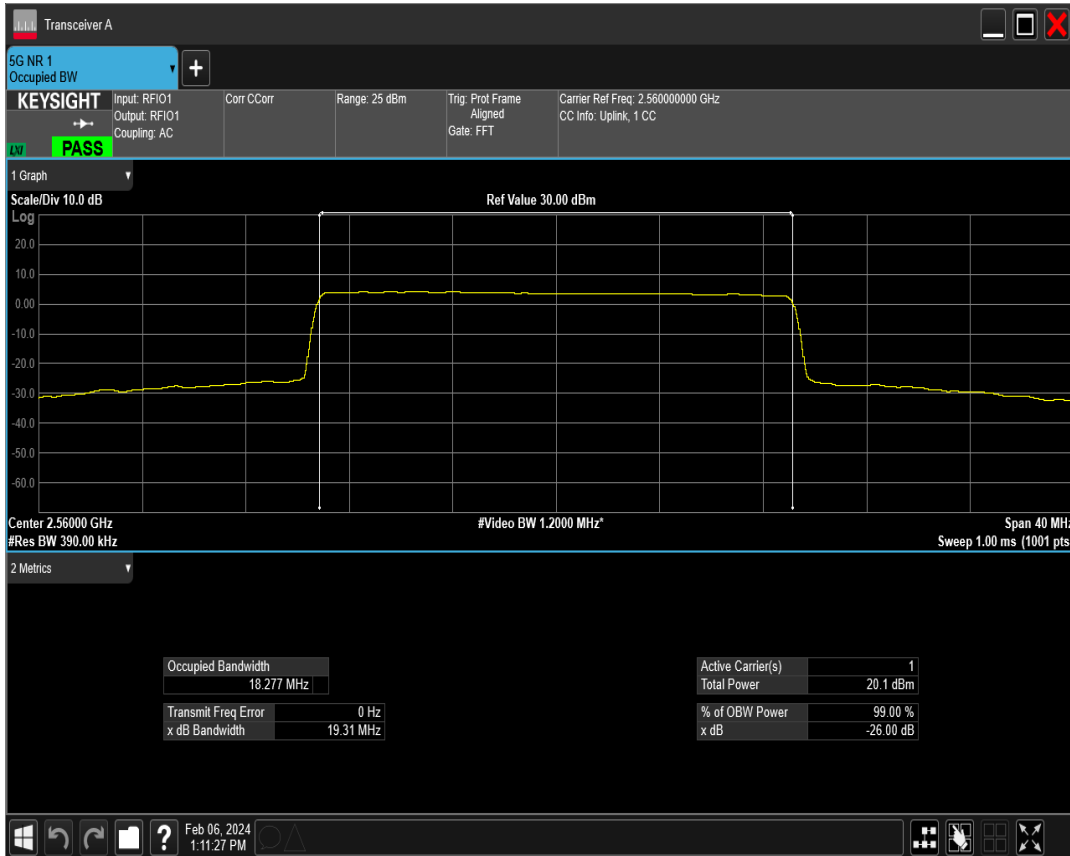 Transceiver A
5G NR 1
Occupied BW
+
KEYSIGHT
LXI
PASS
Input: RFIO1
Output: RFIO1
Coupling: AC
Corr CCorr
Range: 25 dBm
Trig: Prot Frame
Aligned
Gate: FFT
Carrier Ref Freq: 2.560000000 GHz
CC Info: Uplink, 1 CC
1 Graph
Scale/Div 10.0 dB
Ref Value 30.00 dBm
Log
20.0
10.0
0.00
-10.0
-20.0
-30.0
-40.0
-50.0
-60.0
Center 2.56000 GHz
#Video BW 1.2000 MHz*
Span 40 MHz
#Res BW 390.00 kHz
Sweep 1.00 ms (1001 pts
2 Metrics
Occupied Bandwidth
18.277 MHz
Transmit Freq Error 0 Hz
x dB Bandwidth 19.31 MHz
Active Carrier(s) 1
Total Power 20.1 dBm
% of OBW Power 99.00 %
x dB -26.00 dB
?
Feb 06, 2024
1:11:27 PM